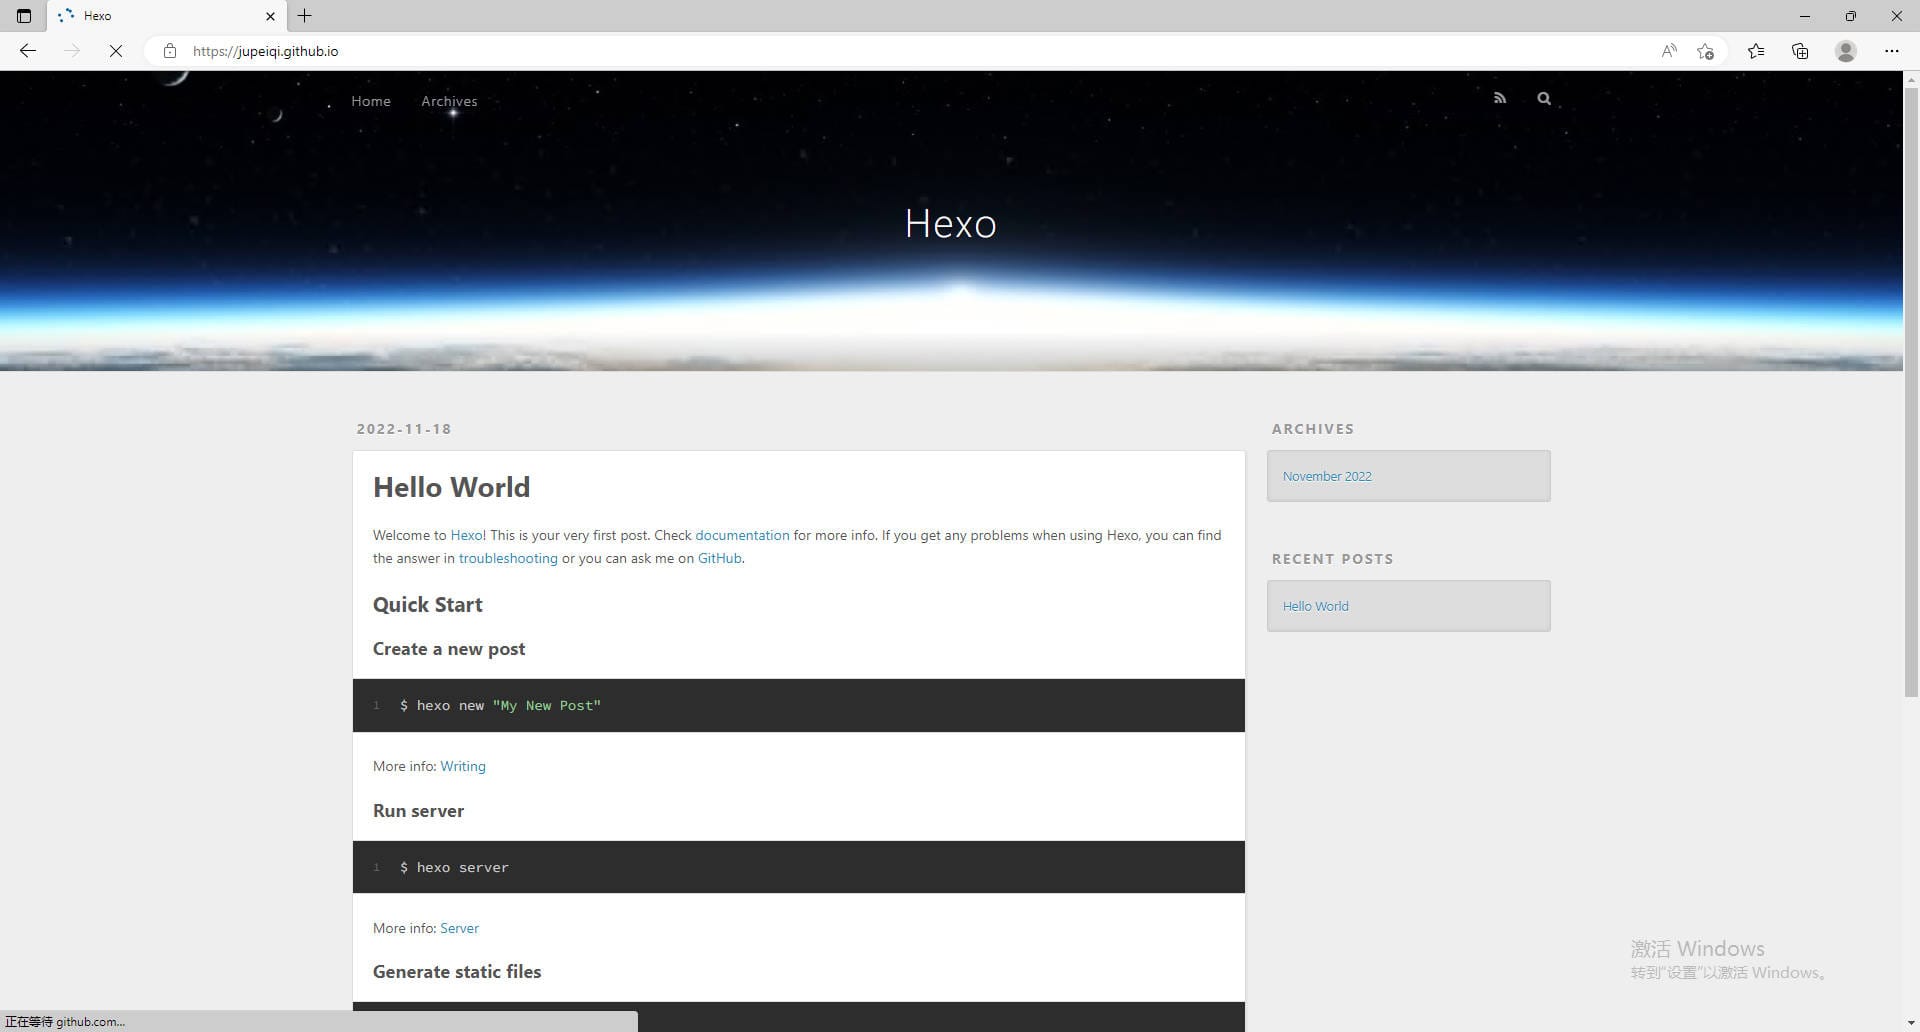 Hexo
https://jupeiqi.github.io
Home
Archives
Hexo
2022-11-18
Hello World
Welcome to Hexo! This is your very first post. Check documentation for more info. If you get any problems when using Hexo, you can find
the answer in troubleshooting or you can ask me on GitHub.
Quick Start
Create a new post
1 $ hexo new "My New Post"
More info: Writing
Run server
1 $ hexo server
More info: Server
Generate static files
ARCHIVES
November 2022
RECENT POSTS
Hello World
激活 Windows
转到"设置"以激活 Windows。
正在等待 github.com...